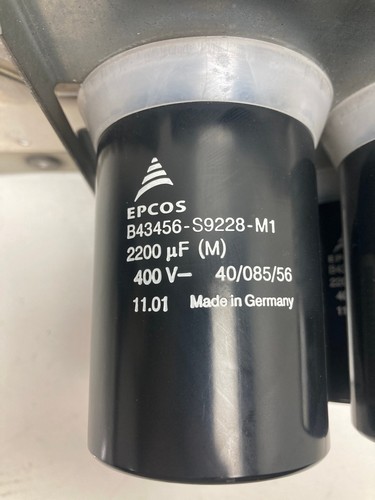 EPCOS
B43456-S9228-M1
2200 µF (M)
400 V– 40/085/56
11.01 Made in Germany